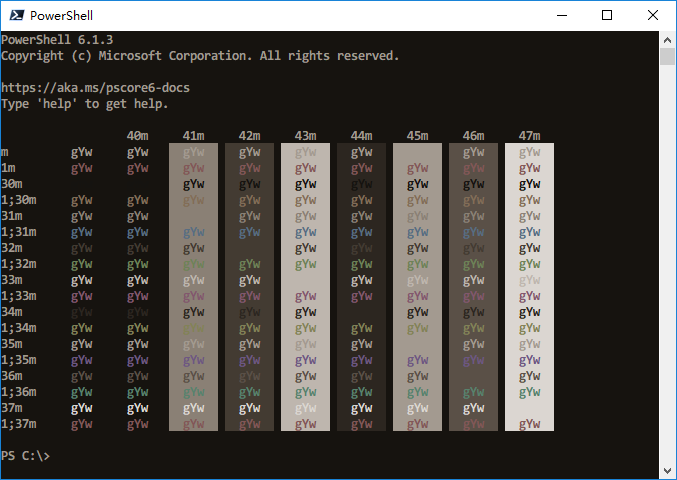 PowerShell
PowerShell 6.1.3
Copyright (c) Microsoft Corporation. All rights reserved.
https://aka.ms/pscore6-docs
Type 'help' to get help.
40m 41m 42m 43m 44m 45m 46m 47m
m gYw gYw gYw gYw gYw gYw gYw gYw
1m gYw gYw gYw gYw gYw gYw gYw gYw gYw
30m gYw gYw gYw gYw gYw gYw gYw
1;30m gYw gYw gYw gYw gYw gYw gYw gYw gYw
31m gYw gYw gYw gYw gYw gYw gYw gYw
1;31m gYw gYw gYw gYw gYw gYw gYw gYw gYw
32m gYw gYw gYw gYw gYw gYw gYw gYw
1;32m gYw gYw gYw gYw gYw gYw gYw gYw gYw
33m gYw gYw gYw gYw gYw gYw gYw gYw
1;33m gYw gYw gYw gYw gYw gYw gYw gYw gYw
34m gYw gYw gYw gYw gYw gYw gYw gYw
1;34m gYw gYw gYw gYw gYw gYw gYw gYw gYw
35m gYw gYw gYw gYw gYw gYw gYw gYw
1;35m gYw gYw gYw gYw gYw gYw gYw gYw gYw
36m gYw gYw gYw gYw gYw gYw gYw gYw
1;36m gYw gYw gYw gYw gYw gYw gYw gYw gYw
37m gYw gYw gYw gYw gYw gYw gYw gYw
1;37m gYw gYw gYw gYw gYw gYw gYw gYw gYw
PS C:\>